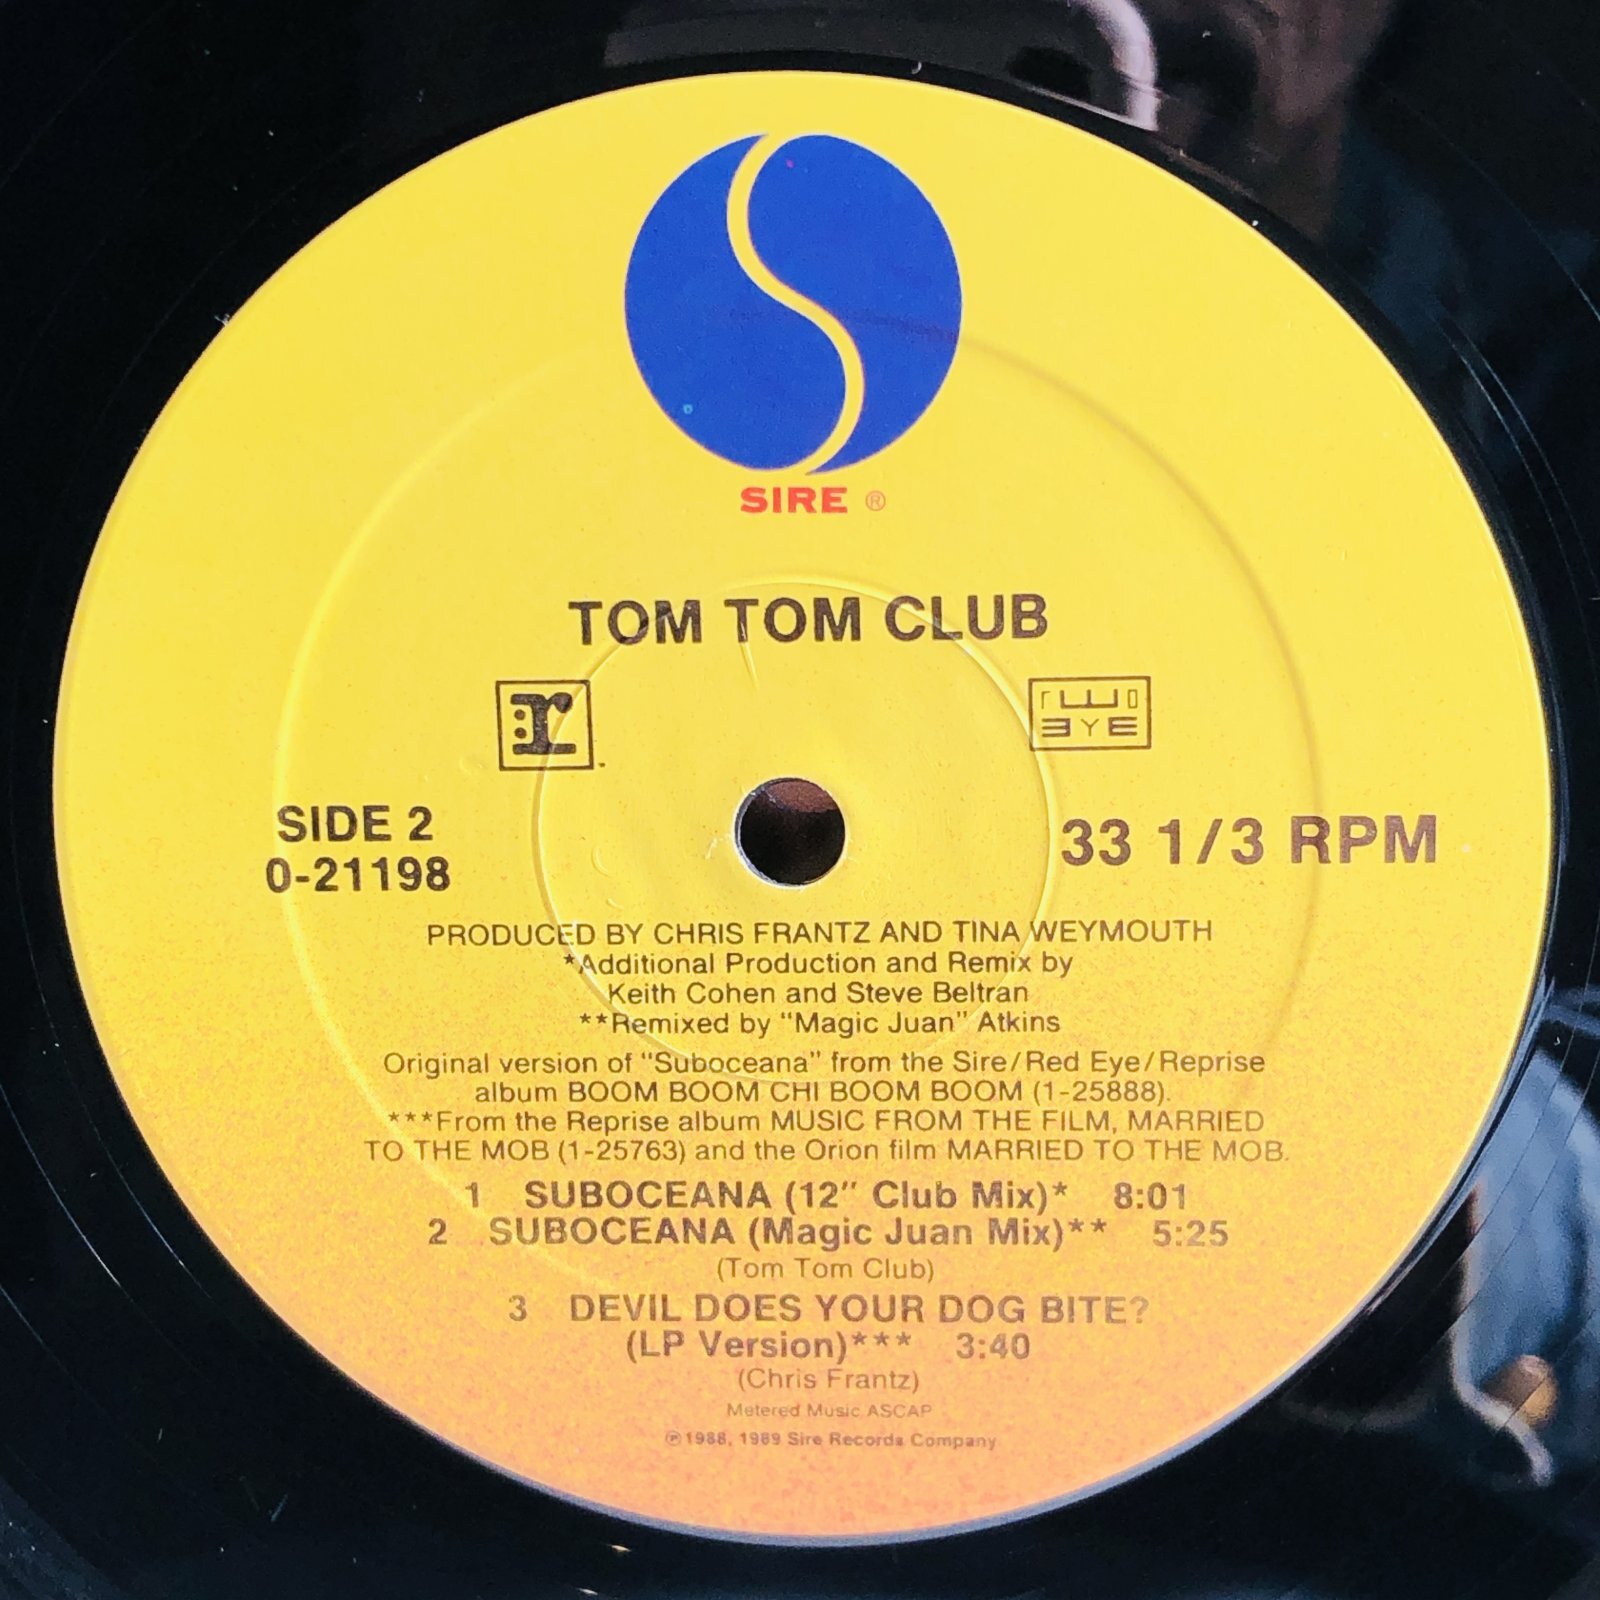 SIRE ®
TOM TOM CLUB
:r
red EYE
SIDE 2
0-21198
33 1/3 RPM
PRODUCED BY CHRIS FRANTZ AND TINA WEYMOUTH
*Additional Production and Remix by
Keith Cohen and Steve Beltran
**Remixed by "Magic Juan" Atkins
Original version of "Suboceana" from the Sire/Red Eye/Reprise
album BOOM BOOM CHI BOOM BOOM (1-25888).
***From the Reprise album MUSIC FROM THE FILM, MARRIED
TO THE MOB (1-25763) and the Orion film MARRIED TO THE MOB.
1 SUBOCEANA (12" Club Mix)* 8:01
2 SUBOCEANA (Magic Juan Mix)** 5:25
(Tom Tom Club)
3 DEVIL DOES YOUR DOG BITE?
(LP Version)*** 3:40
(Chris Frantz)
Metered Music ASCAP
℗1988, 1989 Sire Records Company